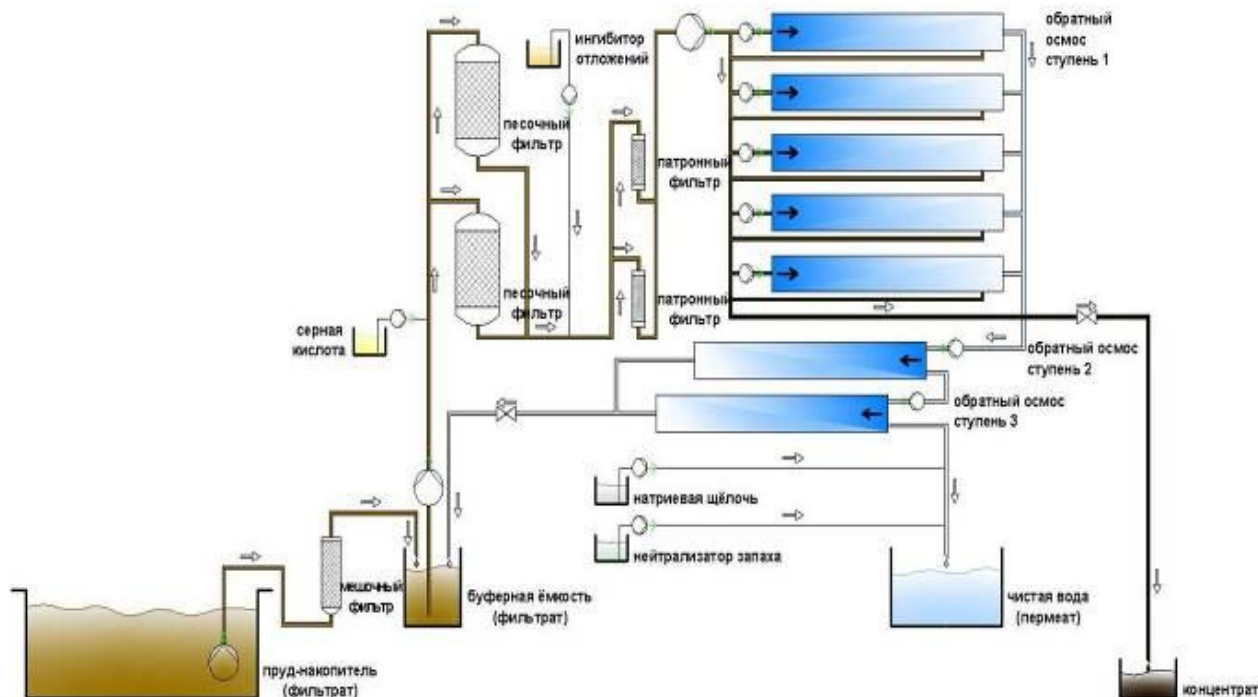 ингибитор
отложений
обратный
осмос
ступень 1
песочный
фильтр
патронный
фильтр
песочный
фильтр
патронный
фильтр
серная
кислота
обратный осмос
ступень 2
обратный осмос
ступень 3
натриевая щёлочь
нейтрализатор запаха
мешочный
фильтр
буферная ёмкость
(фильтрат)
чистая вода
(пермеат)
пруд-накопитель
(фильтрат)
концентрат